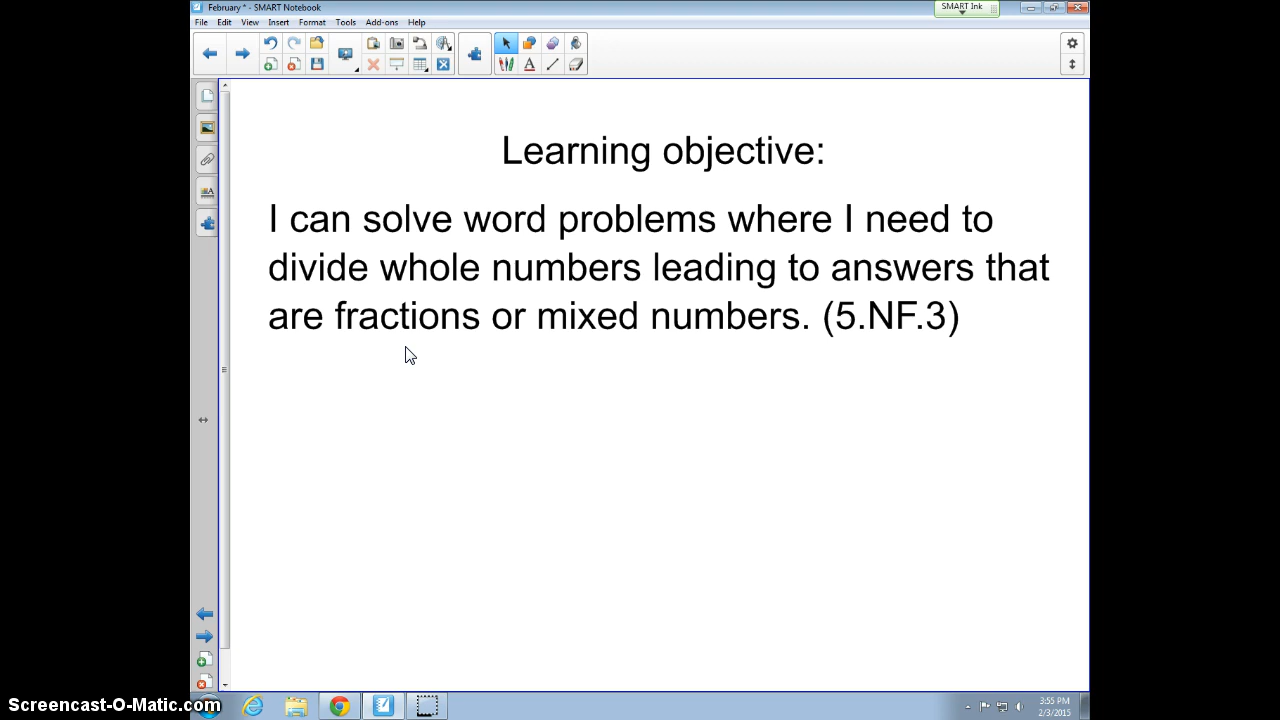 February * - SMART Notebook
SMART Ink
File Edit View Insert Format Tools Add-ons Help
Learning objective:
I can solve word problems where I need to
divide whole numbers leading to answers that
are fractions or mixed numbers. (5.NF.3)
3:55 PM
2/3/2015
Screencast-O-Matic.com